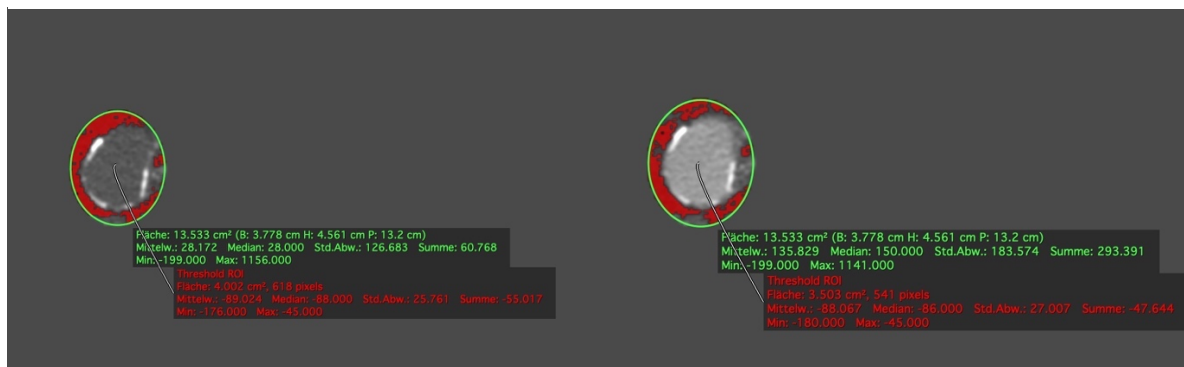 Fläche: 13.533 cm² (B: 3.778 cm H: 4.561 cm P: 13.2 cm)
Mittelw.: 28.172 Median: 28.000 Std.Abw.: 126.683 Summe: 60.768
Min: -199.000 Max: 1156.000
Threshold ROI
Fläche: 4.002 cm², 618 pixels
Mittelw.: -89.024 Median: -88.000 Std.Abw.: 25.761 Summe: -55.017
Min: -176.000 Max: -45.000
Fläche: 13.533 cm² (B: 3.778 cm H: 4.561 cm P: 13.2 cm)
Mittelw.: 135.829 Median: 150.000 Std.Abw.: 183.574 Summe: 293.391
Min: -199.000 Max: 1141.000
Threshold ROI
Fläche: 3.503 cm², 541 pixels
Mittelw.: -88.067 Median: -86.000 Std.Abw.: 27.007 Summe: -47.644
Min: -180.000 Max: -45.000